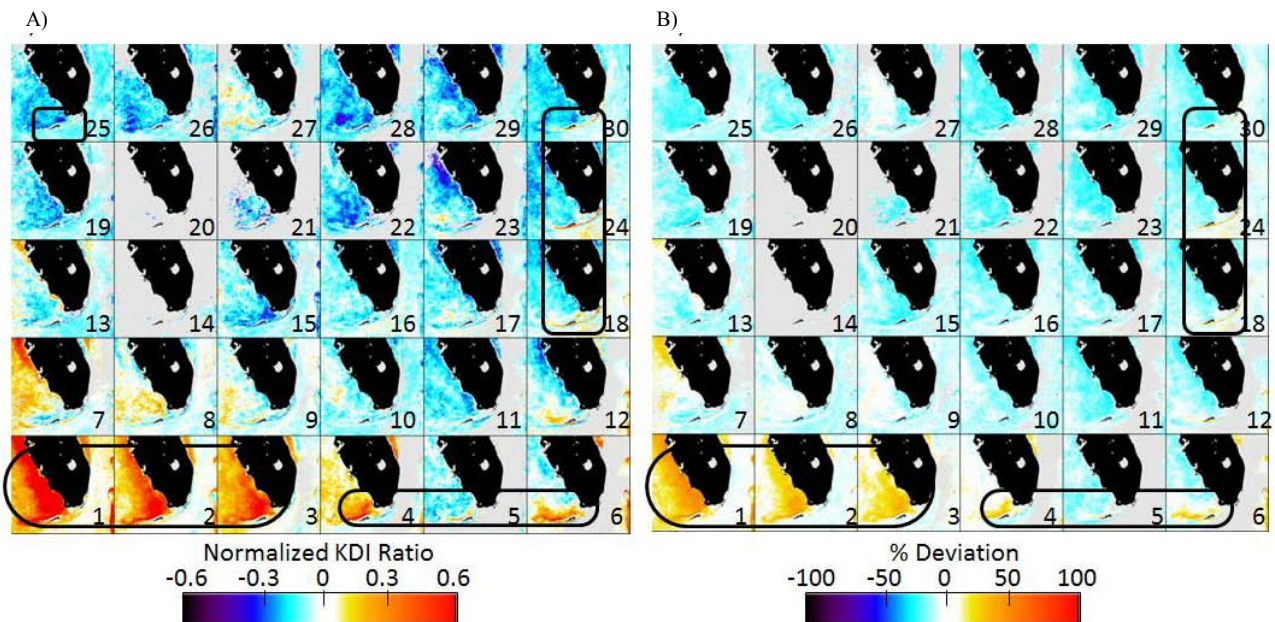 A) B)
25 26 27 28 29 30 25 26 27 28 29 30
19 20 21 22 23 24 19 20 21 22 23 24
13 14 15 16 17 18 13 14 15 16 17 18
7 8 9 10 11 12 7 8 9 10 11 12
1 2 3 4 5 6 1 2 3 4 5 6
Normalized KDI Ratio % Deviation
-0.6 -0.3 0 0.3 0.6 -100 -50 0 50 100